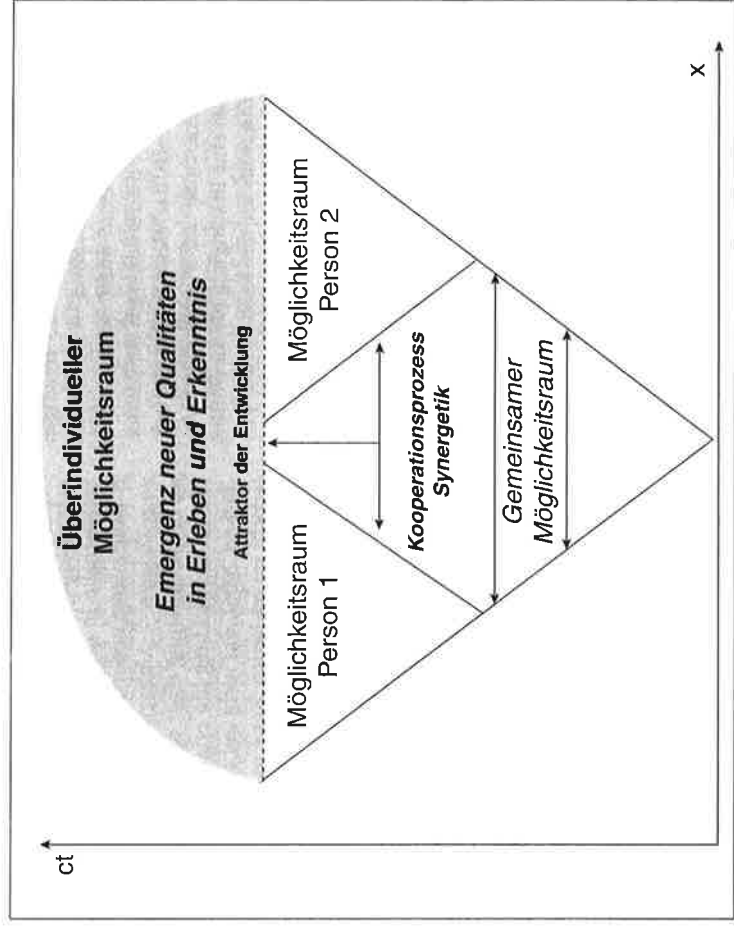 ct
Überindividueller
Möglichkeitsraum
Emergenz neuer Qualitäten
in Erleben und Erkenntnis
Attraktor der Entwicklung
Möglichkeitsraum
Person 1
Möglichkeitsraum
Person 2
Kooperationsprozess
Synergetik
Gemeinsamer
Möglichkeitsraum
x